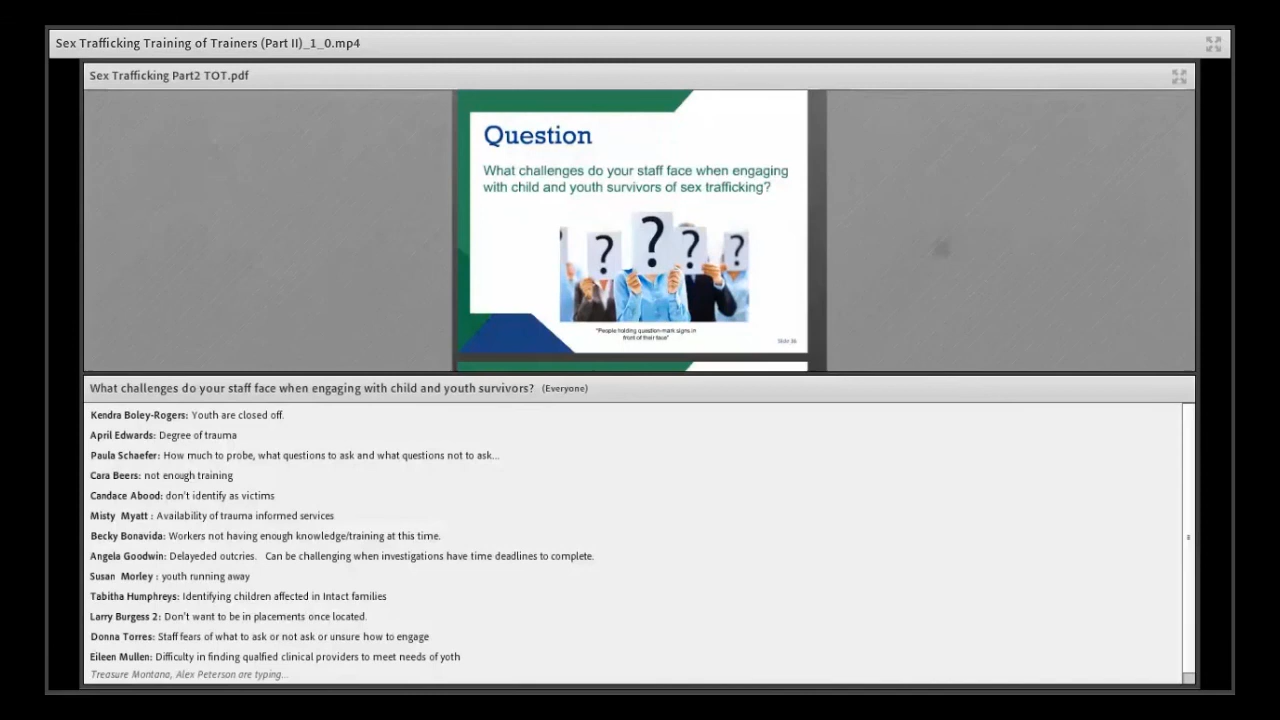 Sex Trafficking Training of Trainers (Part II)_1_0.mp4
Sex Trafficking Part2 TOT.pdf
Question
What challenges do your staff face when engaging
with child and youth survivors of sex trafficking?
? ? ? ?
"People holding question-mark signs in
front of their face"
Slide 36
What challenges do your staff face when engaging with child and youth survivors? (Everyone)
Kendra Boley-Rogers: Youth are closed off.
April Edwards: Degree of trauma
Paula Schaefer: How much to probe, what questions to ask and what questions not to ask...
Cara Beers: not enough training
Candace Abood: don't identify as victims
Misty Myatt : Availability of trauma informed services
Becky Bonavida: Workers not having enough knowledge/training at this time.
Angela Goodwin: Delayeded outcries. Can be challenging when investigations have time deadlines to complete.
Susan Morley : youth running away
Tabitha Humphreys: Identifying children affected in Intact families
Larry Burgess 2: Don't want to be in placements once located.
Donna Torres: Staff fears of what to ask or not ask or unsure how to engage
Eileen Mullen: Difficulty in finding qualfied clinical providers to meet needs of yoth
Treasure Montana, Alex Peterson are typing...